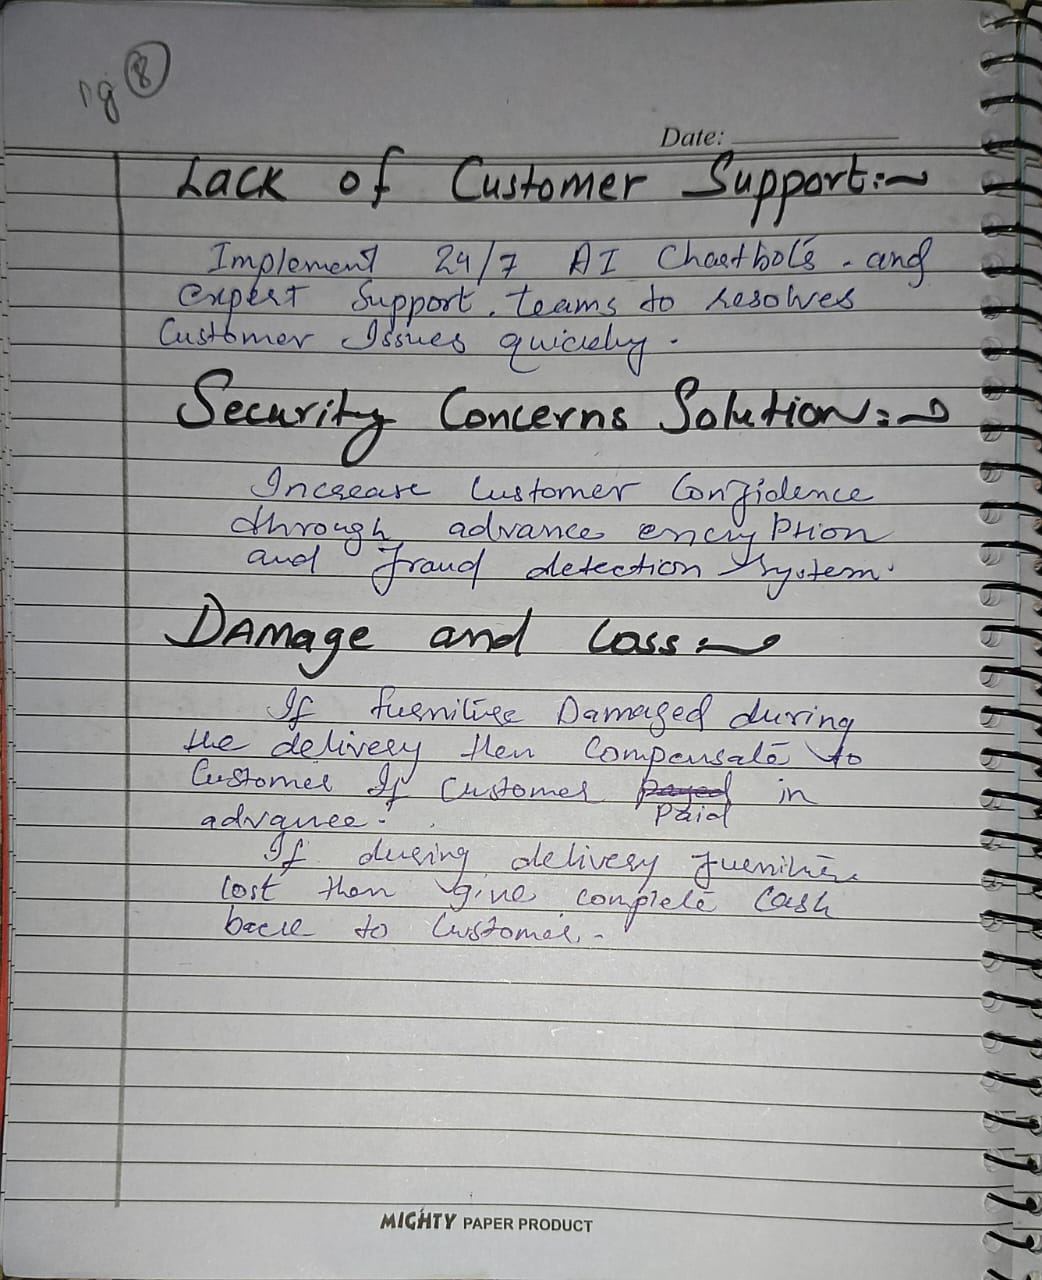 pg 8
Date:
Lack of Customer Support:~
Implement 24/7 AI Chaotbots. and
expert Support. teams to resolves
Customer Issues quickely.
Security Concerns Solution:~
Increase Customer Confidence
through advance encryption
and fraud detection System.
Damage and Loss:~
If furniture Damaged during
the delivery then Compensate to
Customer If Customer payed in
paid
advance.
If during delivery furniture
lost then give complete Cash
back to Customer.
MIGHTY PAPER PRODUCT